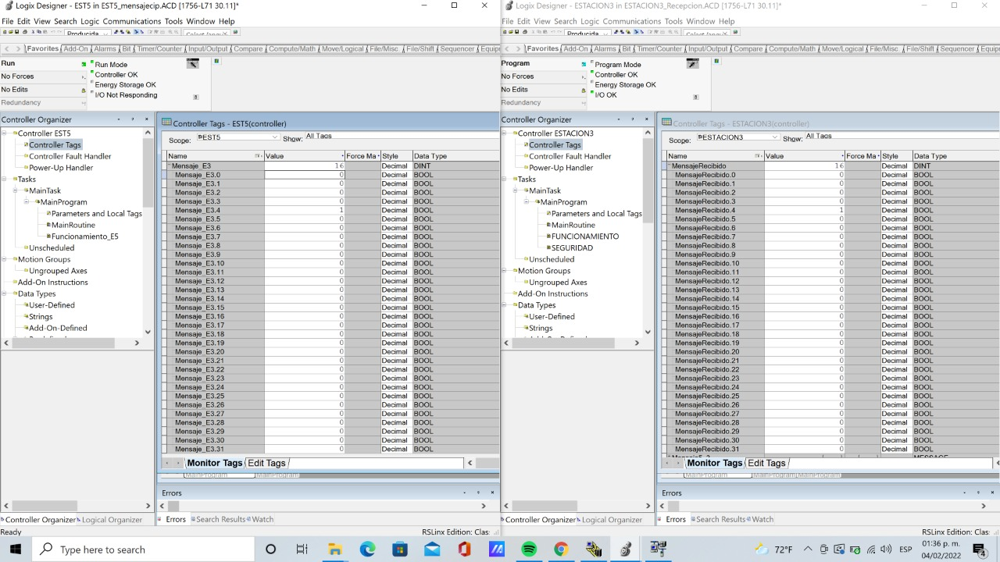 Logix Designer - EST5 in EST5_mensajecip.ACD [1756-L71 30.11]*
File Edit View Search Logic Communications Tools Window Help
Favorites Add-On Alarms Bit Timer/Counter Input/Output Compare Compute/Math Move/Logical File/Misc. File/Shift Sequencer Equip
Run
Run Mode
No Forces
Controller OK
Energy Storage OK
No Edits
I/O Not Responding
Redundancy
Controller Organizer
Controller EST5
Controller Tags
Controller Fault Handler
Power-Up Handler
Tasks
MainTask
MainProgram
Parameters and Local Tags
MainRoutine
Funcionamiento_E5
Unscheduled
Motion Groups
Ungrouped Axes
Add-On Instructions
Data Types
User-Defined
Strings
Add-On-Defined
Controller Organizer Logical Organizer
Controller Tags - EST5(controller)
Scope: EST5 Show: All Tags
Name Value Force Ma Style Data Type
Mensaje_E3 16 Decimal DINT
Mensaje_E3.0 0 Decimal BOOL
Mensaje_E3.1 0 Decimal BOOL
Mensaje_E3.2 0 Decimal BOOL
Mensaje_E3.3 0 Decimal BOOL
Mensaje_E3.4 1 Decimal BOOL
Mensaje_E3.5 0 Decimal BOOL
Mensaje_E3.6 0 Decimal BOOL
Mensaje_E3.7 0 Decimal BOOL
Mensaje_E3.8 0 Decimal BOOL
Mensaje_E3.9 0 Decimal BOOL
Mensaje_E3.10 0 Decimal BOOL
Mensaje_E3.11 0 Decimal BOOL
Mensaje_E3.12 0 Decimal BOOL
Mensaje_E3.13 0 Decimal BOOL
Mensaje_E3.14 0 Decimal BOOL
Mensaje_E3.15 0 Decimal BOOL
Mensaje_E3.16 0 Decimal BOOL
Mensaje_E3.17 0 Decimal BOOL
Mensaje_E3.18 0 Decimal BOOL
Mensaje_E3.19 0 Decimal BOOL
Mensaje_E3.20 0 Decimal BOOL
Mensaje_E3.21 0 Decimal BOOL
Mensaje_E3.22 0 Decimal BOOL
Mensaje_E3.23 0 Decimal BOOL
Mensaje_E3.24 0 Decimal BOOL
Mensaje_E3.25 0 Decimal BOOL
Mensaje_E3.26 0 Decimal BOOL
Mensaje_E3.27 0 Decimal BOOL
Mensaje_E3.28 0 Decimal BOOL
Mensaje_E3.29 0 Decimal BOOL
Mensaje_E3.30 0 Decimal BOOL
Mensaje_E3.31 0 Decimal BOOL
Monitor Tags Edit Tags
Errors
Errors Search Results Watch
Ready
RSLinx Edition: Clas
Logix Designer - ESTACION3 in ESTACION3_Recepcion.ACD [1756-L71 30.11]*
File Edit View Search Logic Communications Tools Window Help
Favorites Add-On Alarms Bit Timer/Counter Input/Output Compare Compute/Math Move/Logical File/Misc. File/Shift Sequencer Equip
Program
Program Mode
No Forces
Controller OK
Energy Storage OK
No Edits
I/O OK
Redundancy
Controller Organizer
Controller ESTACION3
Controller Tags
Controller Fault Handler
Power-Up Handler
Tasks
MainTask
MainProgram
Parameters and Local Tags
MainRoutine
FUNCIONAMIENTO
SEGURIDAD
Unscheduled
Motion Groups
Ungrouped Axes
Add-On Instructions
Data Types
User-Defined
Strings
Controller Organizer Logical Organizer
Controller Tags - ESTACION3(controller)
Scope: ESTACION3 Show: All Tags
Name Value Force Ma Style Data Type
MensajeRecibido 16 Decimal DINT
MensajeRecibido.0 0 Decimal BOOL
MensajeRecibido.1 0 Decimal BOOL
MensajeRecibido.2 0 Decimal BOOL
MensajeRecibido.3 0 Decimal BOOL
MensajeRecibido.4 1 Decimal BOOL
MensajeRecibido.5 0 Decimal BOOL
MensajeRecibido.6 0 Decimal BOOL
MensajeRecibido.7 0 Decimal BOOL
MensajeRecibido.8 0 Decimal BOOL
MensajeRecibido.9 0 Decimal BOOL
MensajeRecibido.10 0 Decimal BOOL
MensajeRecibido.11 0 Decimal BOOL
MensajeRecibido.12 0 Decimal BOOL
MensajeRecibido.13 0 Decimal BOOL
MensajeRecibido.14 0 Decimal BOOL
MensajeRecibido.15 0 Decimal BOOL
MensajeRecibido.16 0 Decimal BOOL
MensajeRecibido.17 0 Decimal BOOL
MensajeRecibido.18 0 Decimal BOOL
MensajeRecibido.19 0 Decimal BOOL
MensajeRecibido.20 0 Decimal BOOL
MensajeRecibido.21 0 Decimal BOOL
MensajeRecibido.22 0 Decimal BOOL
MensajeRecibido.23 0 Decimal BOOL
MensajeRecibido.24 0 Decimal BOOL
MensajeRecibido.25 0 Decimal BOOL
MensajeRecibido.26 0 Decimal BOOL
MensajeRecibido.27 0 Decimal BOOL
MensajeRecibido.28 0 Decimal BOOL
MensajeRecibido.29 0 Decimal BOOL
MensajeRecibido.30 0 Decimal BOOL
MensajeRecibido.31 0 Decimal BOOL
Monitor Tags Edit Tags
Errors
Errors Search Results Watch
RSLinx Edition: Clas
Type here to search
72°F
ESP
01:36 p. m.
04/02/2022
4